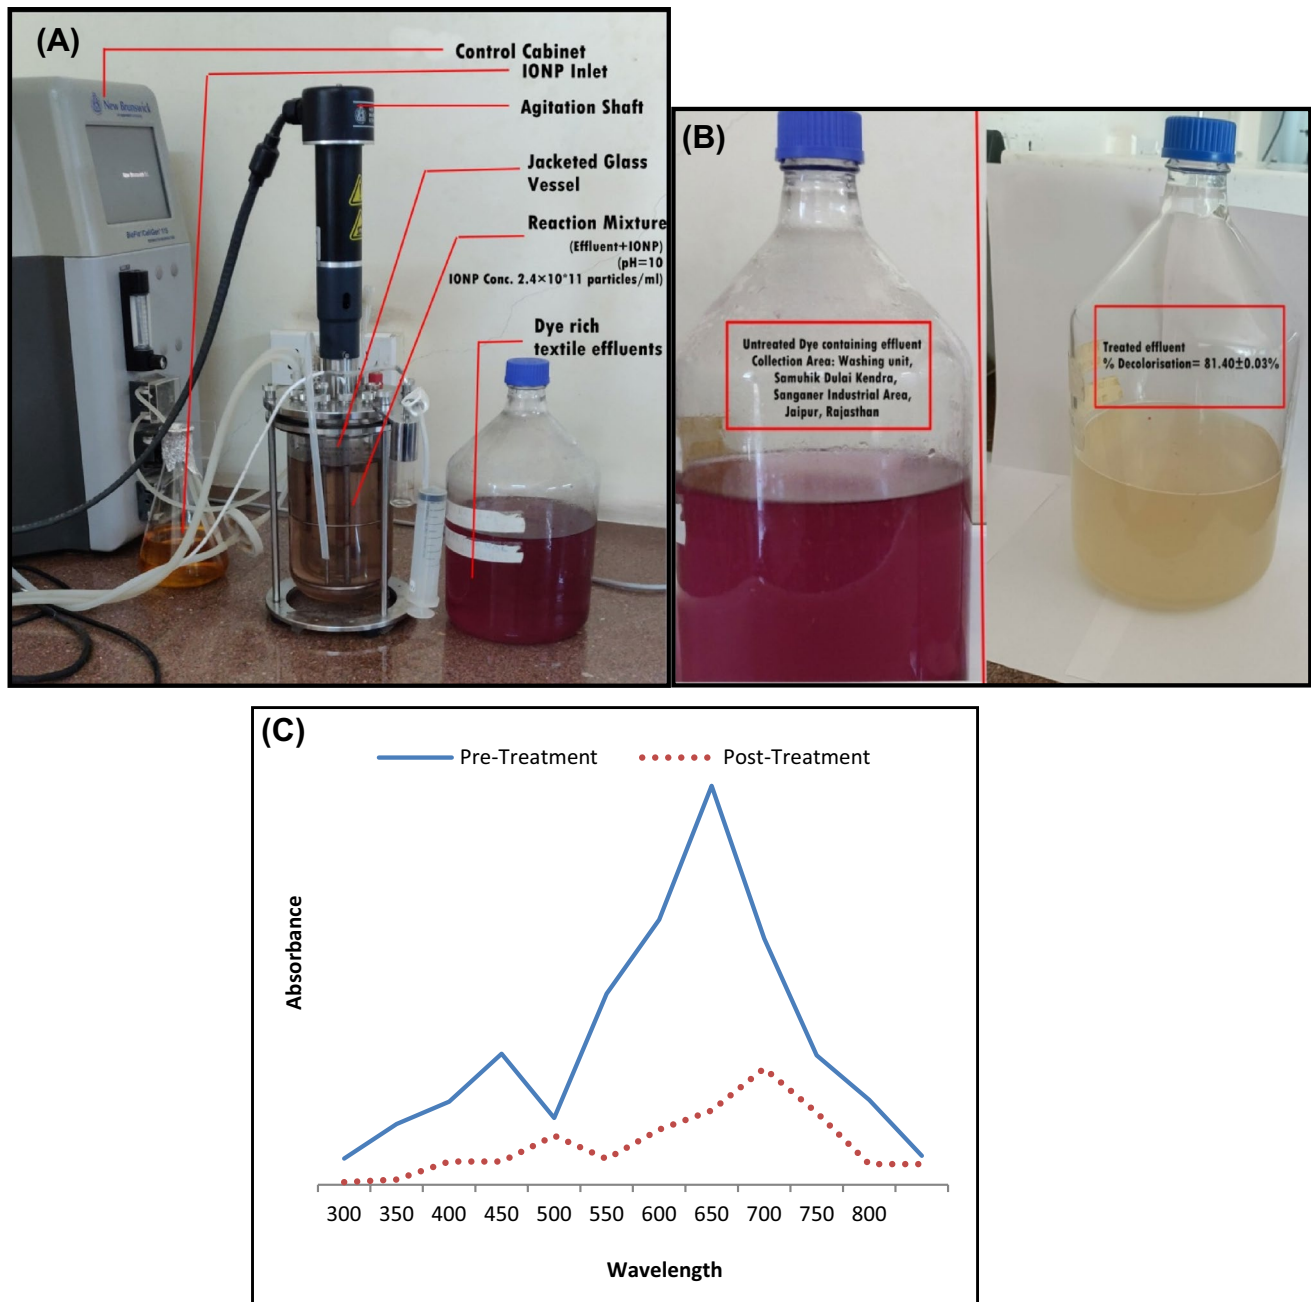 (A)
Control Cabinet
IONP Inlet
Agitation Shaft
Jacketed Glass
Vessel
Reaction Mixture
(Effluent+IONP)
(pH=10
IONP Conc. 2.4×10*11 particles/ml)
Dye rich
textile effluents
New Brunswick
(B)
Untreated Dye containing effluent
Collection Area: Washing unit,
Samuhik Dulai Kendra,
Sanganer Industrial Area,
Jaipur, Rajasthan
Treated effluent
% Decolorisation= 81.40±0.03%
(C)
Pre-Treatment
Post-Treatment
Absorbance
300 350 400 450 500 550 600 650 700 750 800
Wavelength